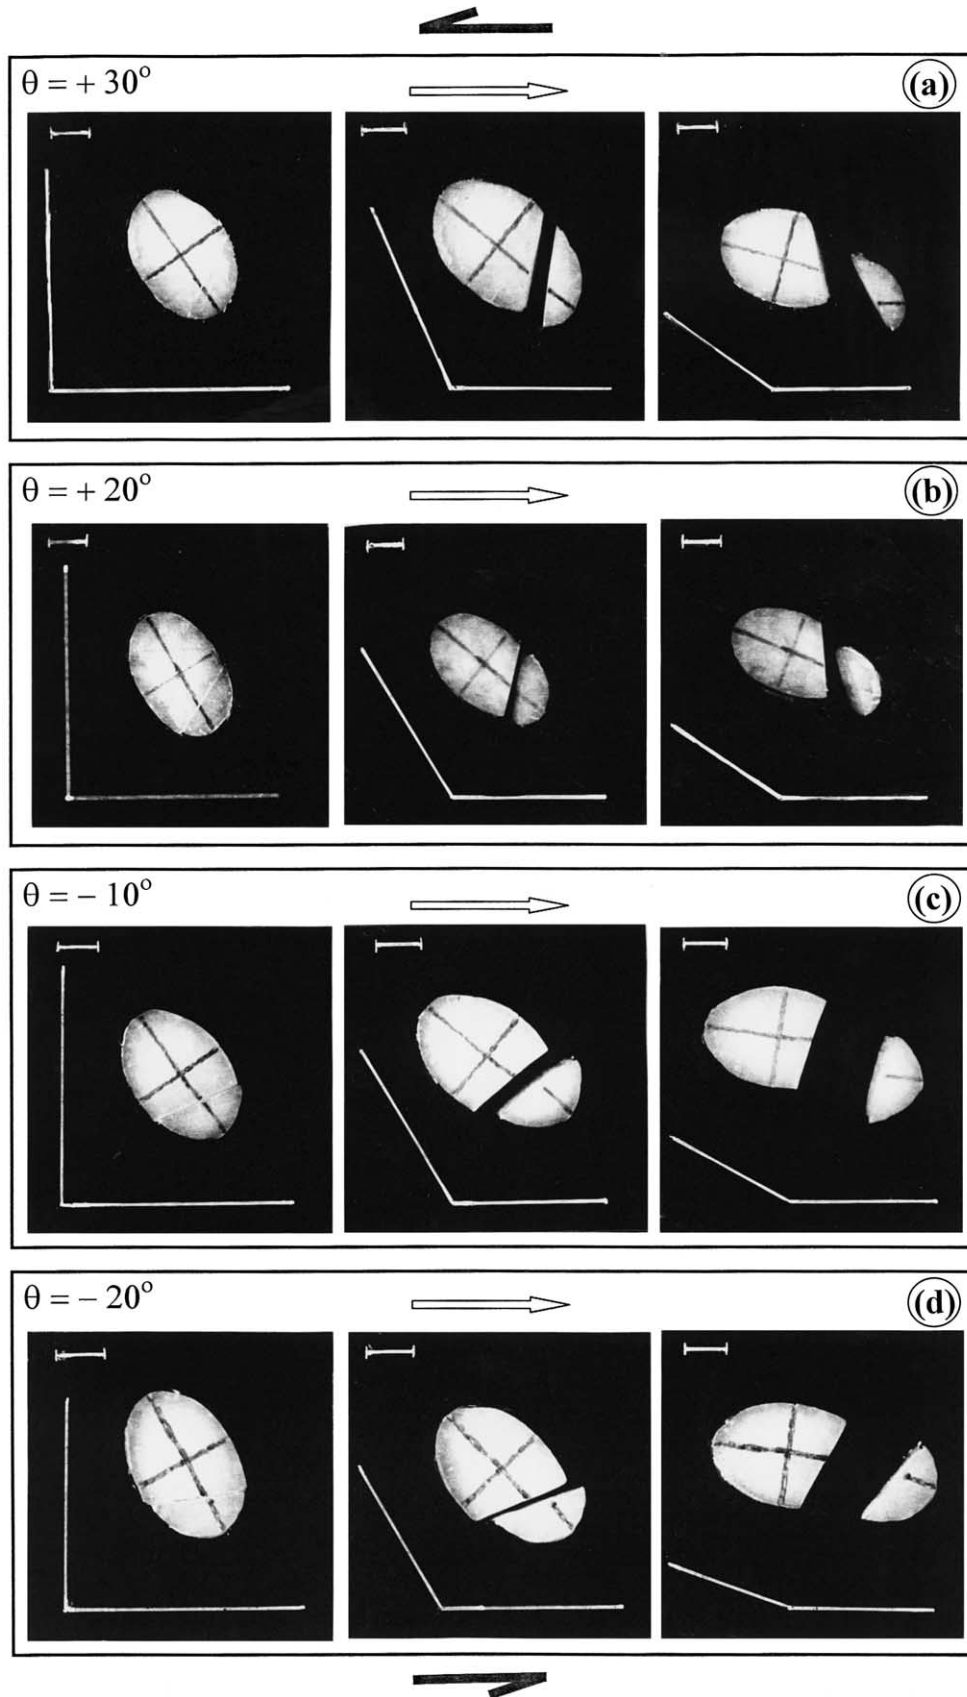 θ = + 30°
(a)
θ = + 20°
(b)
θ = − 10°
(c)
θ = − 20°
(d)